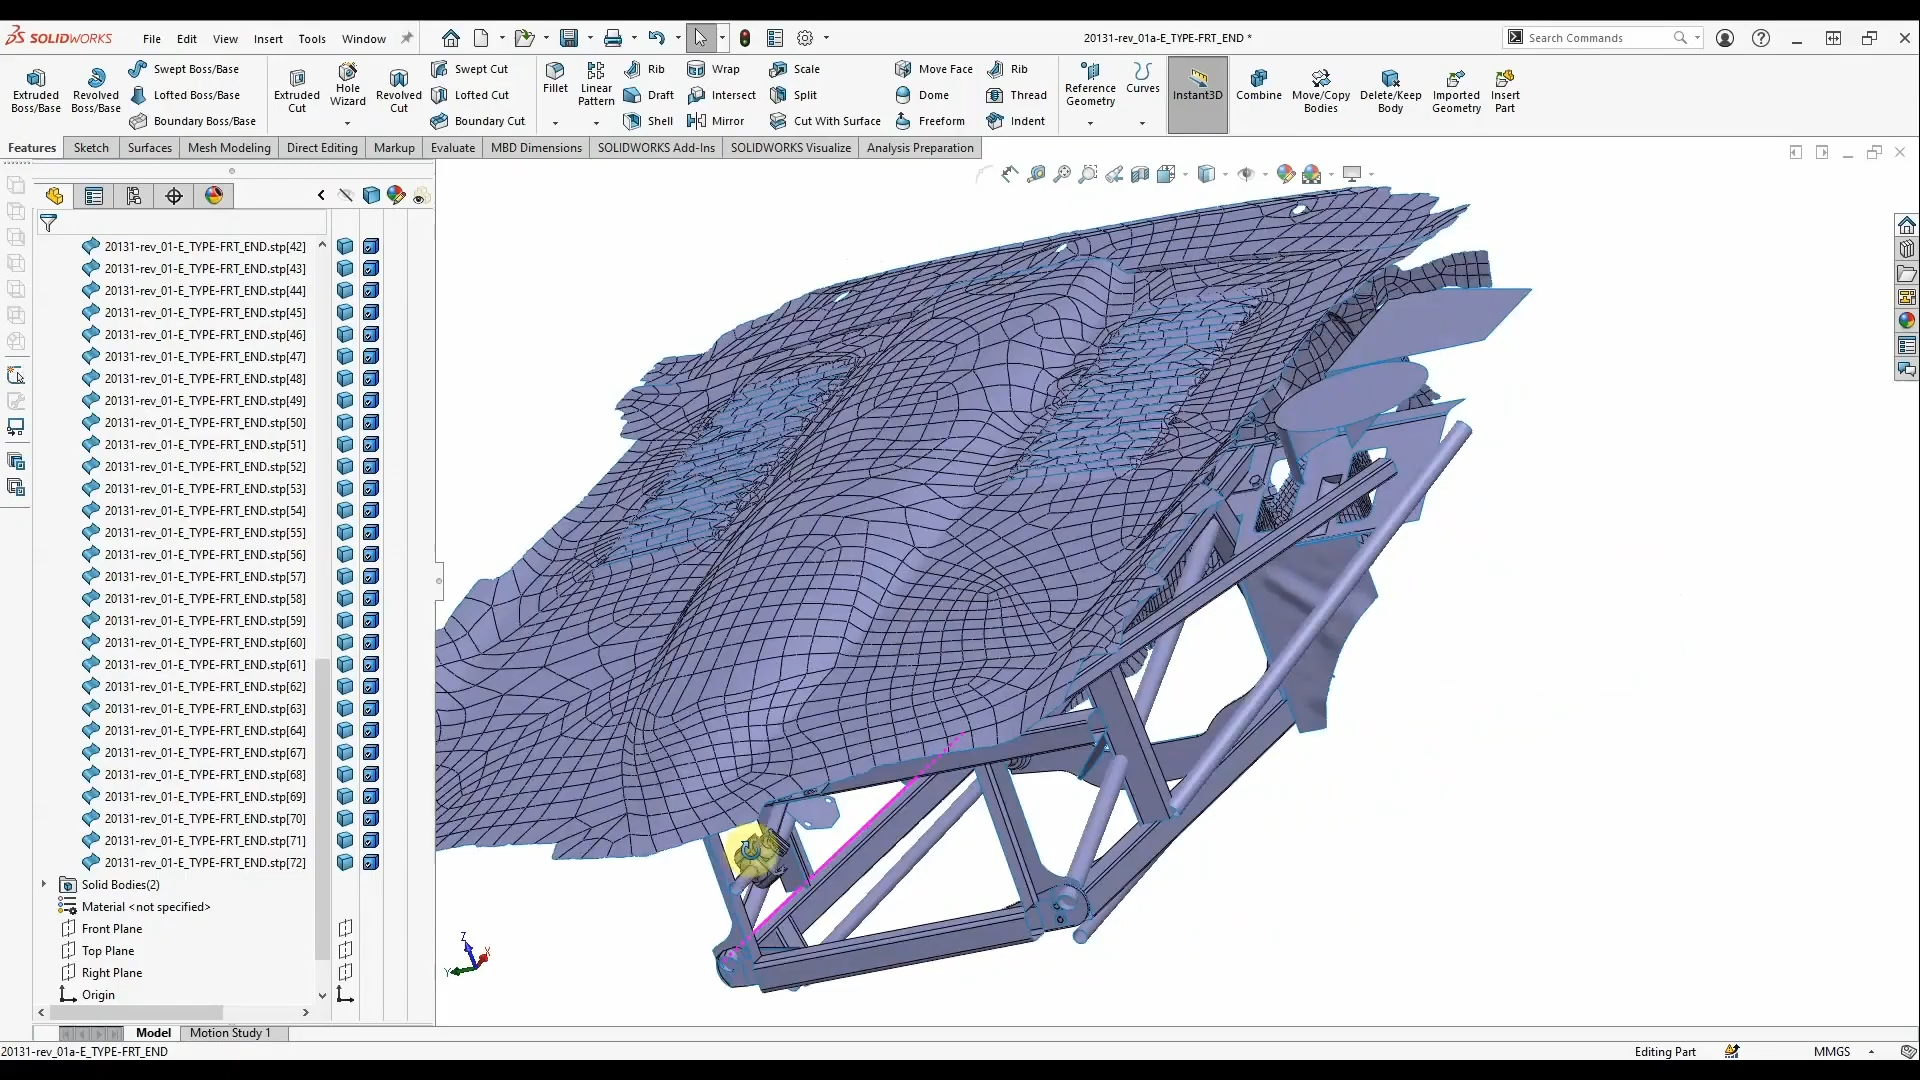 SOLIDWORKS File Edit View Insert Tools Window 20131-rev_01a-E_TYPE-FRT_END * Search Commands
Extruded Boss/Base
Revolved Boss/Base
Swept Boss/Base
Lofted Boss/Base
Boundary Boss/Base
Extruded Cut
Hole Wizard
Revolved Cut
Swept Cut
Lofted Cut
Boundary Cut
Fillet
Linear Pattern
Rib
Draft
Shell
Wrap
Intersect
Mirror
Scale
Split
Cut With Surface
Move Face
Dome
Freeform
Rib
Thread
Indent
Reference Geometry
Curves
Instant3D
Combine
Move/Copy Bodies
Delete/Keep Body
Imported Geometry
Insert Part
Features Sketch Surfaces Mesh Modeling Direct Editing Markup Evaluate MBD Dimensions SOLIDWORKS Add-Ins SOLIDWORKS Visualize Analysis Preparation
20131-rev_01-E_TYPE-FRT_END.stp[42]
20131-rev_01-E_TYPE-FRT_END.stp[43]
20131-rev_01-E_TYPE-FRT_END.stp[44]
20131-rev_01-E_TYPE-FRT_END.stp[45]
20131-rev_01-E_TYPE-FRT_END.stp[46]
20131-rev_01-E_TYPE-FRT_END.stp[47]
20131-rev_01-E_TYPE-FRT_END.stp[48]
20131-rev_01-E_TYPE-FRT_END.stp[49]
20131-rev_01-E_TYPE-FRT_END.stp[50]
20131-rev_01-E_TYPE-FRT_END.stp[51]
20131-rev_01-E_TYPE-FRT_END.stp[52]
20131-rev_01-E_TYPE-FRT_END.stp[53]
20131-rev_01-E_TYPE-FRT_END.stp[54]
20131-rev_01-E_TYPE-FRT_END.stp[55]
20131-rev_01-E_TYPE-FRT_END.stp[56]
20131-rev_01-E_TYPE-FRT_END.stp[57]
20131-rev_01-E_TYPE-FRT_END.stp[58]
20131-rev_01-E_TYPE-FRT_END.stp[59]
20131-rev_01-E_TYPE-FRT_END.stp[60]
20131-rev_01-E_TYPE-FRT_END.stp[61]
20131-rev_01-E_TYPE-FRT_END.stp[62]
20131-rev_01-E_TYPE-FRT_END.stp[63]
20131-rev_01-E_TYPE-FRT_END.stp[64]
20131-rev_01-E_TYPE-FRT_END.stp[67]
20131-rev_01-E_TYPE-FRT_END.stp[68]
20131-rev_01-E_TYPE-FRT_END.stp[69]
20131-rev_01-E_TYPE-FRT_END.stp[70]
20131-rev_01-E_TYPE-FRT_END.stp[71]
20131-rev_01-E_TYPE-FRT_END.stp[72]
Solid Bodies(2)
Material <not specified>
Front Plane
Top Plane
Right Plane
Origin
Z
X
Y
Model Motion Study 1
20131-rev_01a-E_TYPE-FRT_END Editing Part MMGS